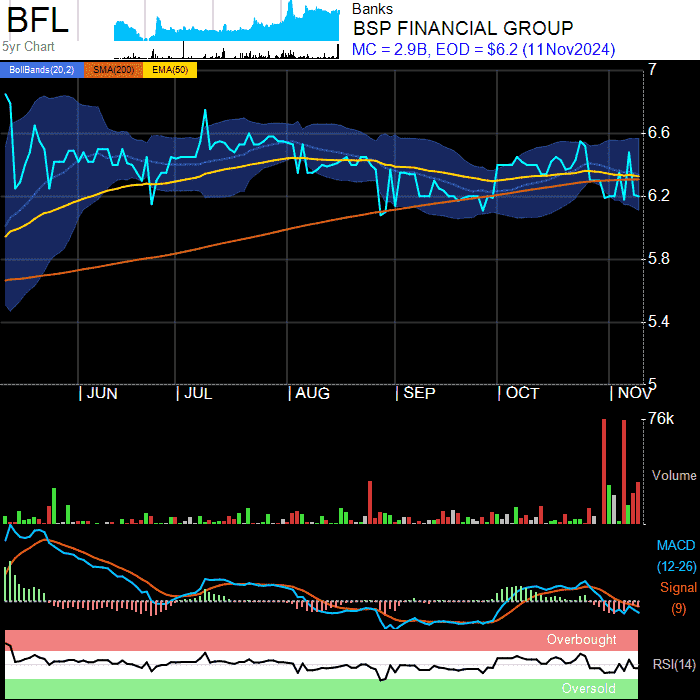 BFL
5yr Chart
Banks
BSP FINANCIAL GROUP
MC = 2.9B, EOD = $6.2 (11Nov2024)
BollBands(20,2) SMA(200) EMA(50)
7
6.6
6.2
5.8
5.4
5
JUN JUL AUG SEP OCT NOV
76k
Volume
MACD
(12-26)
Signal
(9)
Overbought
RSI(14)
Oversold